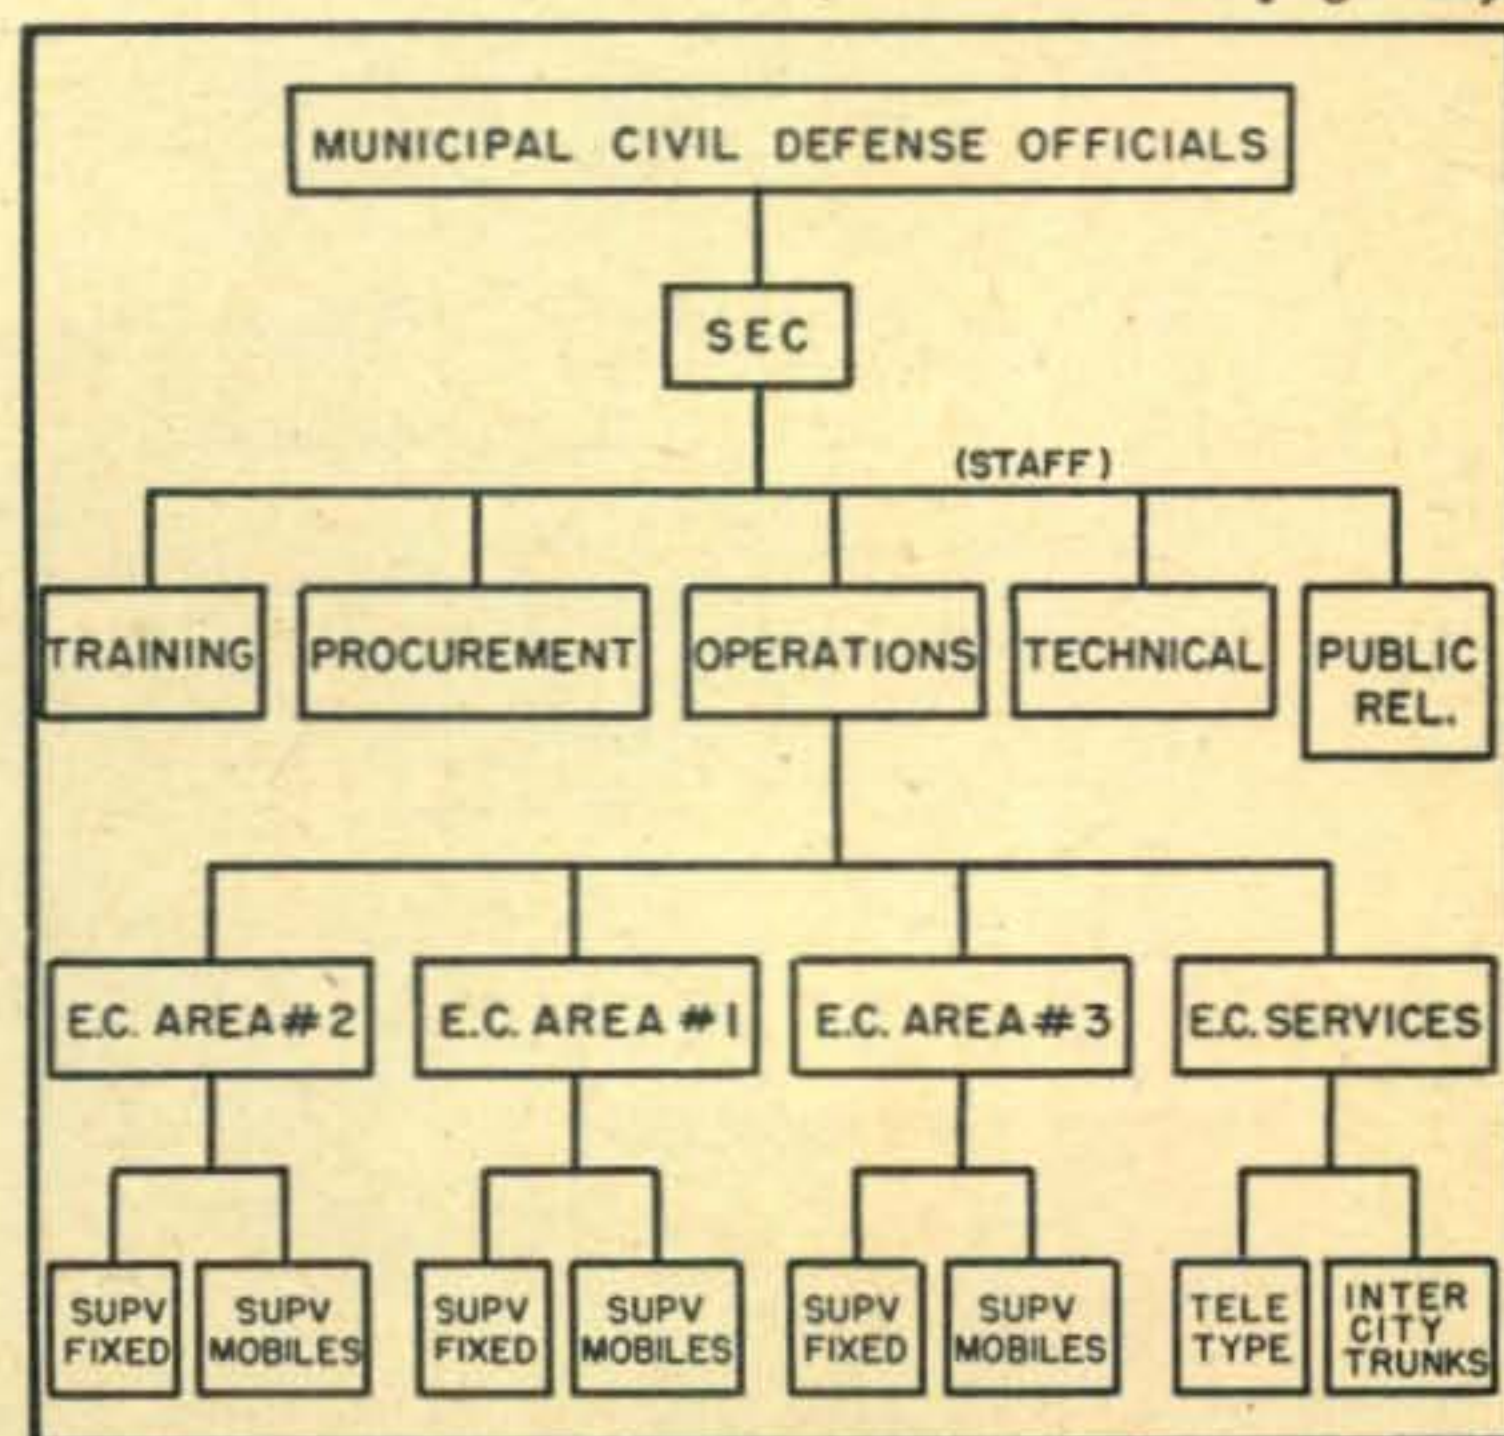 MUNICIPAL CIVIL DEFENSE OFFICIALS
SEC
(STAFF)
TRAINING
PROCUREMENT
OPERATIONS
TECHNICAL
PUBLIC
REL.
E.C. AREA #2
E.C. AREA #1
E.C. AREA #3
E.C. SERVICES
SUPV
FIXED
SUPV
MOBILES
SUPV
FIXED
SUPV
MOBILES
SUPV
FIXED
SUPV
MOBILES
TELE
TYPE
INTER
CITY
TRUNKS